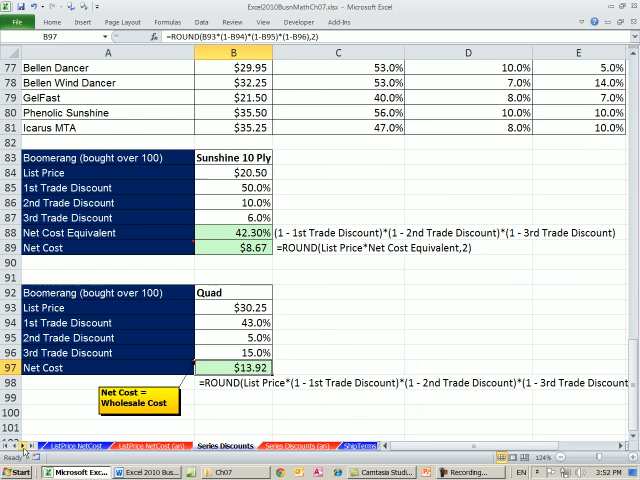 Excel2010BusnMathCh07.xlsx - Microsoft Excel
File Home Insert Page Layout Formulas Data Review View Developer Add-Ins
B97 fx =ROUND(B93*(1-B94)*(1-B95)*(1-B96),2)
A B C D E
77 Bellen Dancer $29.95 53.0% 10.0% 5.0%
78 Bellen Wind Dancer $32.25 53.0% 7.0% 14.0%
79 GelFast $21.50 40.0% 8.0% 7.0%
80 Phenolic Sunshine $35.50 56.0% 10.0% 10.0%
81 Icarus MTA $35.25 47.0% 8.0% 10.0%
82
83 Boomerang (bought over 100) Sunshine 10 Ply
84 List Price $20.50
85 1st Trade Discount 50.0%
86 2nd Trade Discount 10.0%
87 3rd Trade Discount 6.0%
88 Net Cost Equivalent 42.30% (1 - 1st Trade Discount)*(1 - 2nd Trade Discount)*(1 - 3rd Trade Discount)
89 Net Cost $8.67 =ROUND(List Price*Net Cost Equivalent,2)
90
91
92 Boomerang (bought over 100) Quad
93 List Price $30.25
94 1st Trade Discount 43.0%
95 2nd Trade Discount 5.0%
96 3rd Trade Discount 15.0%
97 Net Cost $13.92
98 =ROUND(List Price*(1 - 1st Trade Discount)*(1 - 2nd Trade Discount)*(1 - 3rd Trade Discount
99 Net Cost =
Wholesale Cost
100
101
ListPrice NetCost ListPrice NetCost (an) Series Discounts Series Discounts (an) ShipTerms
Ready 124%
Start Microsoft Exc... Excel 2010 Busi... Ch07 Camtasia Studi... Recording... EN 3:52 PM